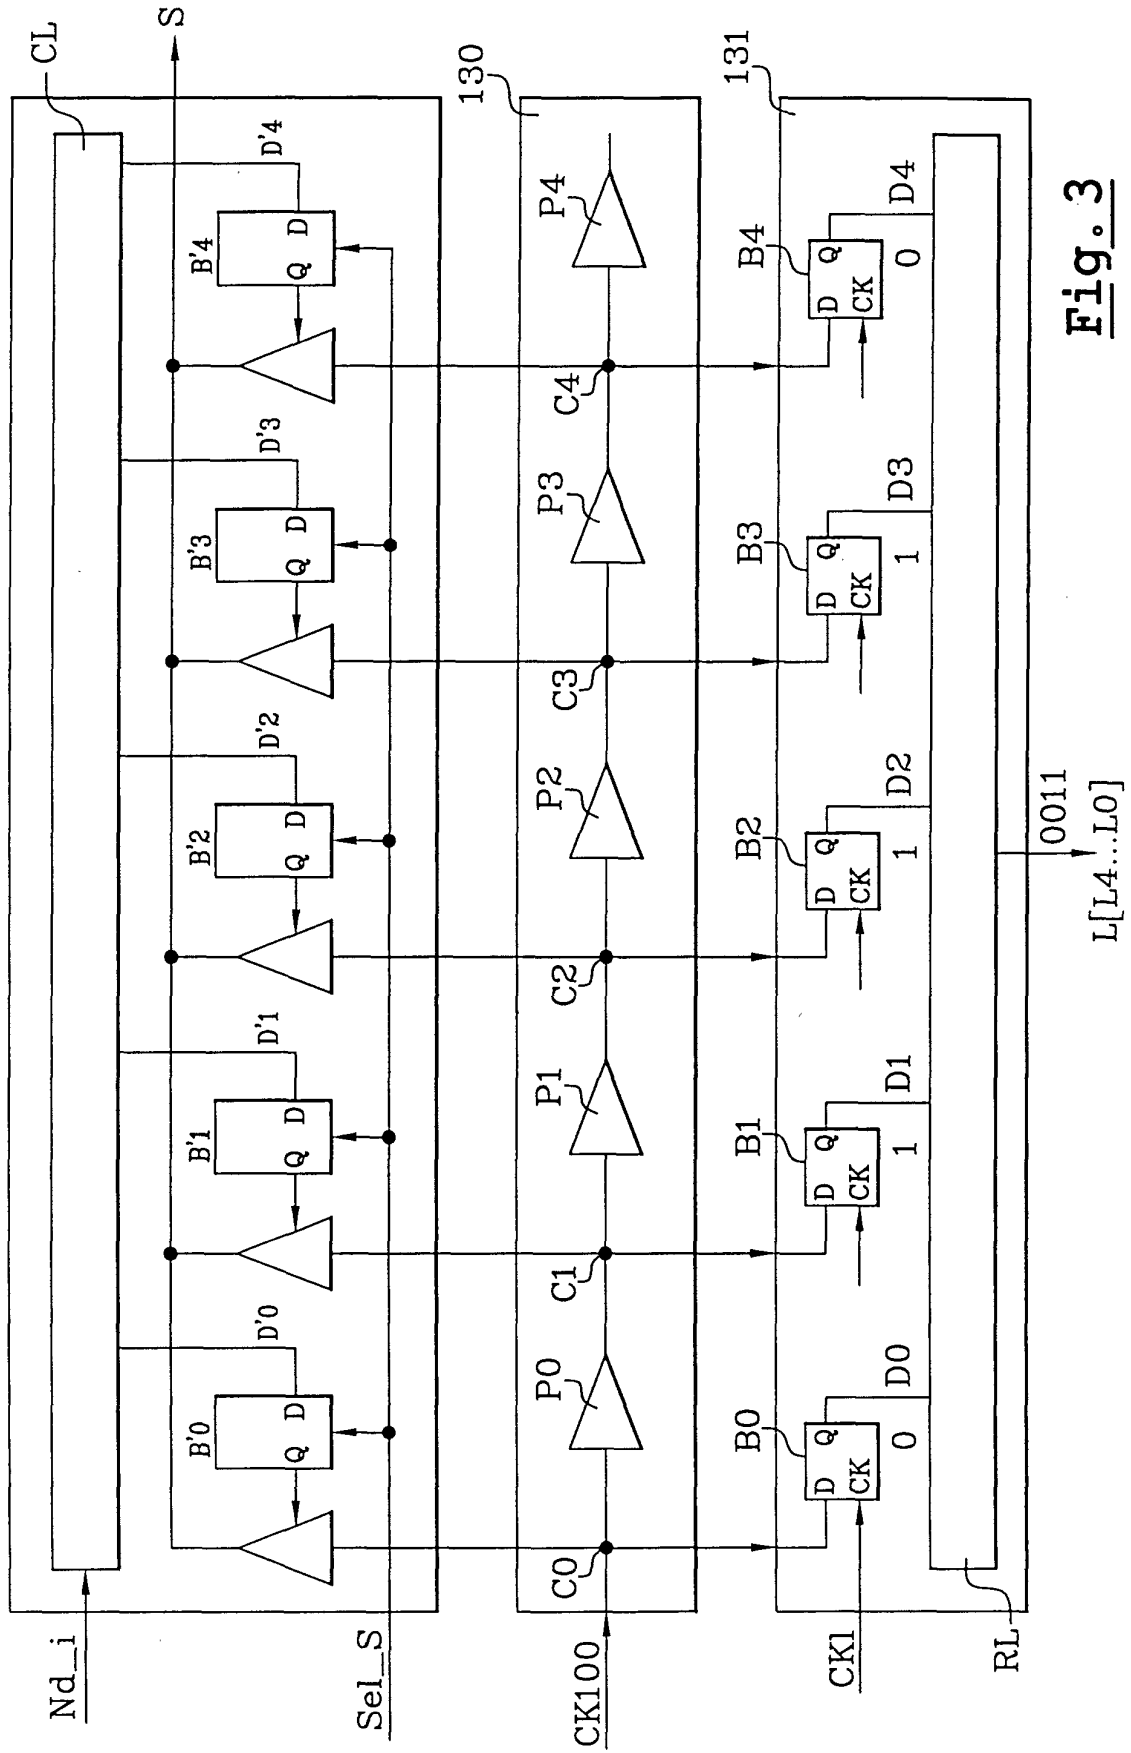 Nd_i
CL
S
D'0
D'1
D'2
D'3
D'4
B'0
B'1
B'2
B'3
B'4
Q D
Q D
Q D
Q D
Q D
Sel_S
130
P0
P1
P2
P3
P4
C0
C1
C2
C3
C4
CK100
131
B0
B1
B2
B3
B4
D Q
CK
D Q
CK
D Q
CK
D Q
CK
D Q
CK
CK1
0 D0
1 D1
1 D2
1 D3
0 D4
RL
0011
L[L4...L0]
Fig. 3